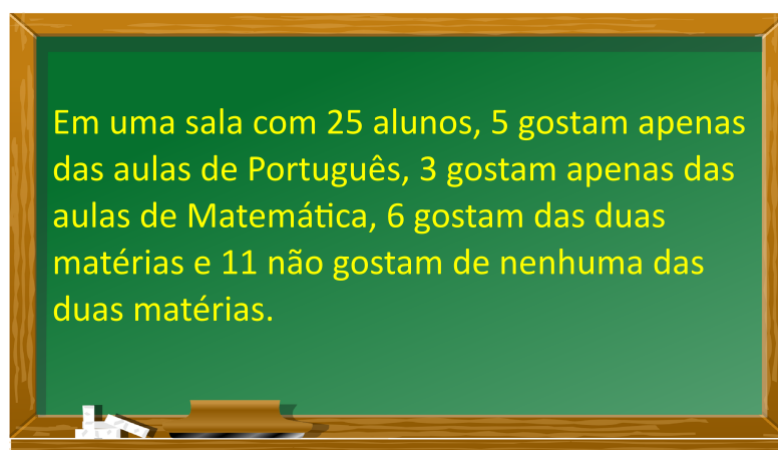 Em uma sala com 25 alunos, 5 gostam apenas
das aulas de Português, 3 gostam apenas das
aulas de Matemática, 6 gostam das duas
matérias e 11 não gostam de nenhuma das
duas matérias.